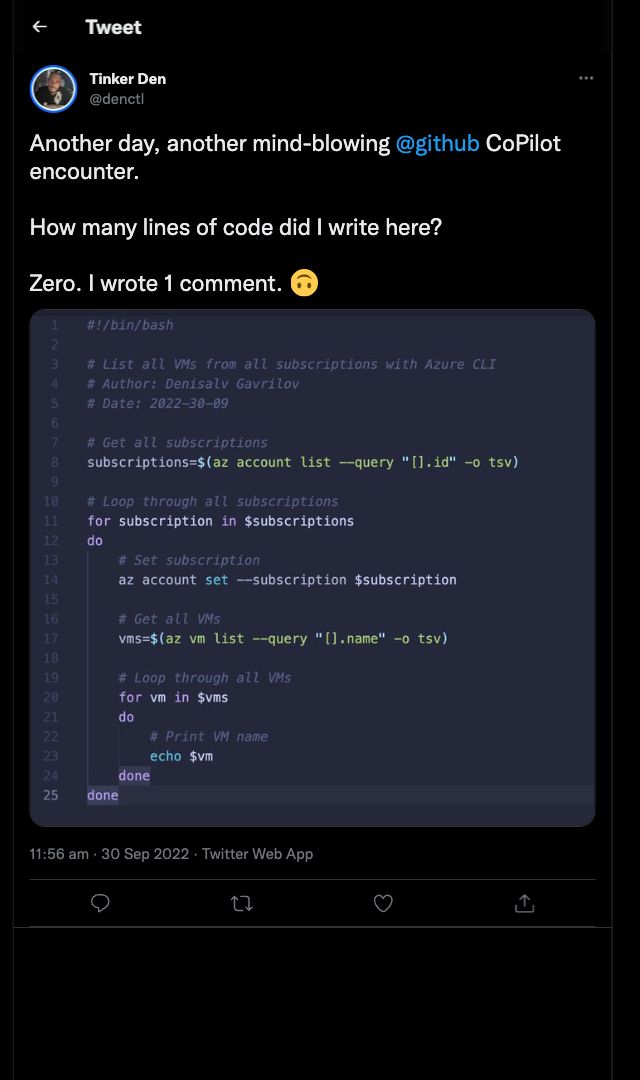 Tweet
Tinker Den
@denctl
Another day, another mind-blowing @github CoPilot
encounter.
How many lines of code did I write here?
Zero. I wrote 1 comment. 🙃
1 #!/bin/bash
2
3 # List all VMs from all subscriptions with Azure CLI
4 # Author: Denisalv Gavrilov
5 # Date: 2022-30-09
6
7 # Get all subscriptions
8 subscriptions=$(az account list --query "[].id" -o tsv)
9
10 # Loop through all subscriptions
11 for subscription in $subscriptions
12 do
13     # Set subscription
14     az account set --subscription $subscription
15
16     # Get all VMs
17     vms=$(az vm list --query "[].name" -o tsv)
18
19     # Loop through all VMs
20     for vm in $vms
21     do
22         # Print VM name
23         echo $vm
24     done
25 done
11:56 am · 30 Sep 2022 · Twitter Web App